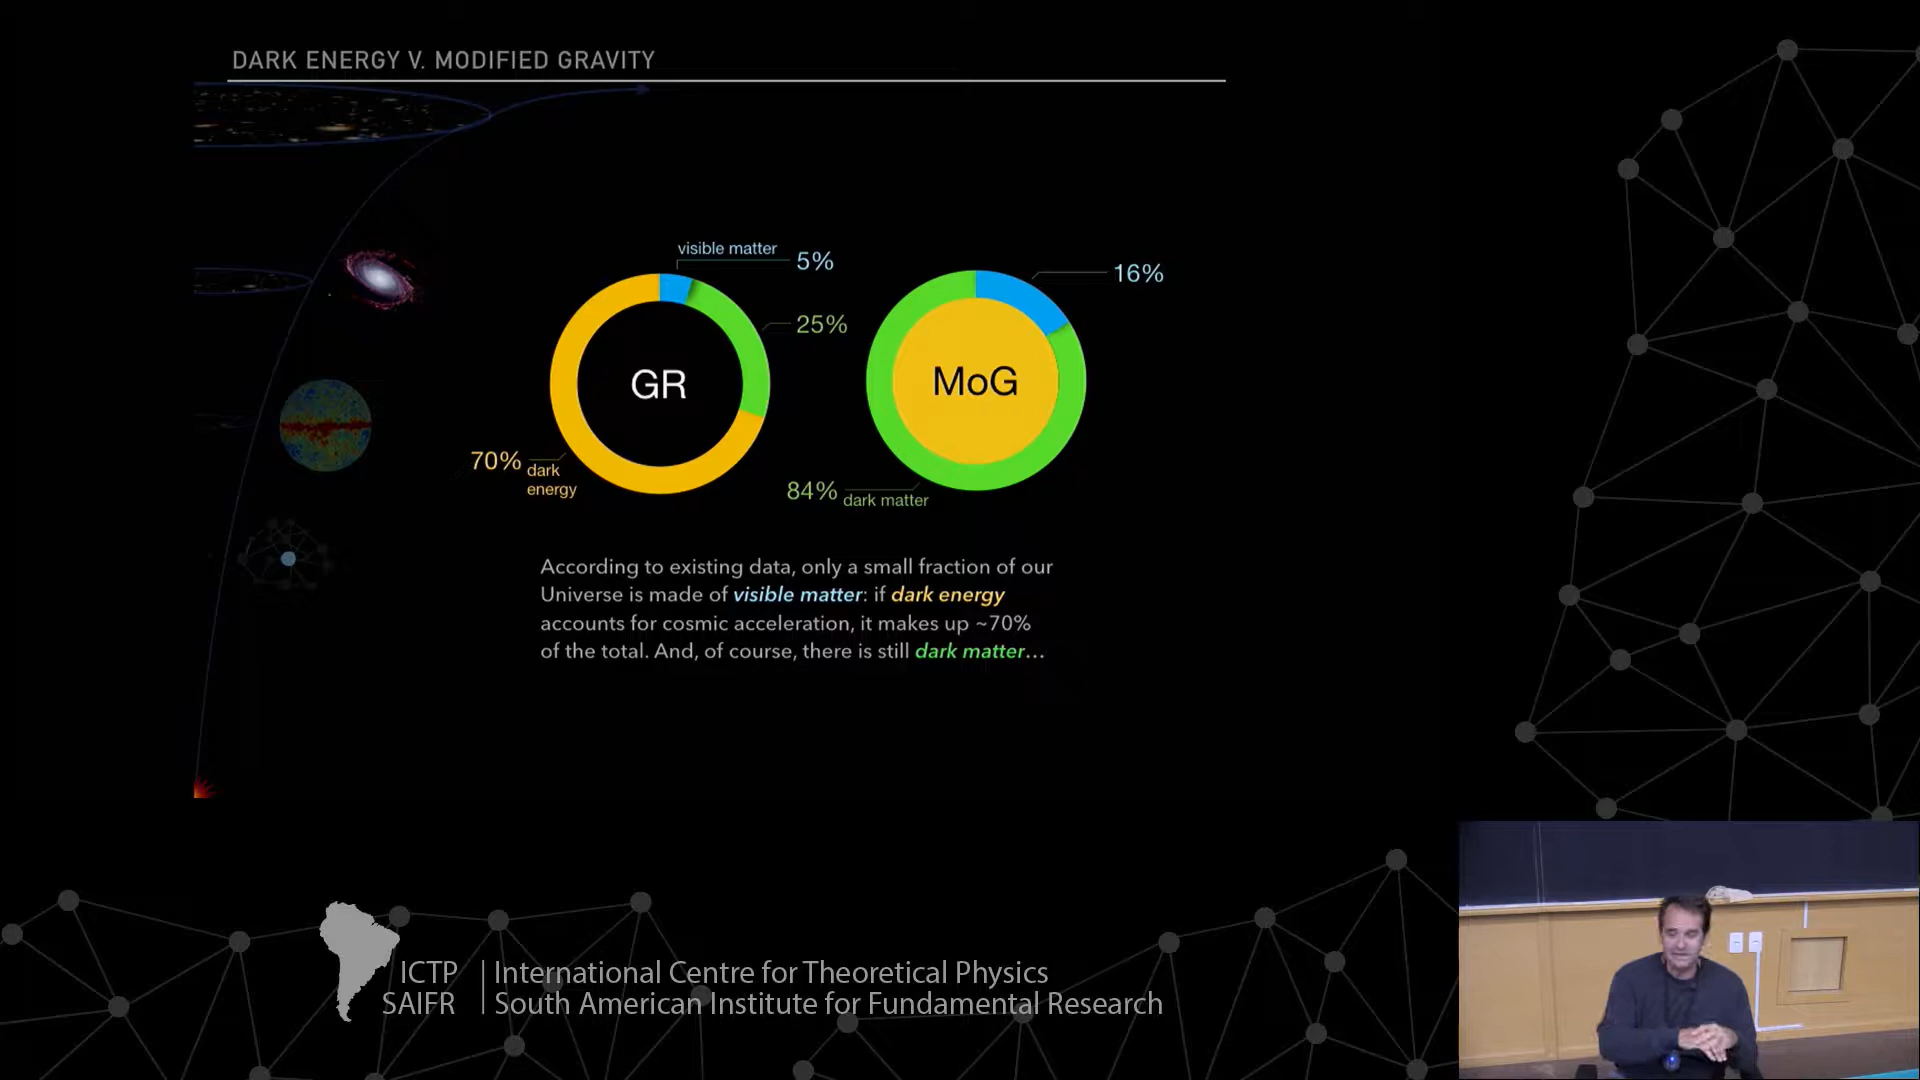 DARK ENERGY V. MODIFIED GRAVITY
visible matter
5%
16%
25%
GR
MoG
70% dark
energy
84% dark matter
According to existing data, only a small fraction of our
Universe is made of visible matter: if dark energy
accounts for cosmic acceleration, it makes up ~70%
of the total. And, of course, there is still dark matter...
ICTP
SAIFR
International Centre for Theoretical Physics
South American Institute for Fundamental Research